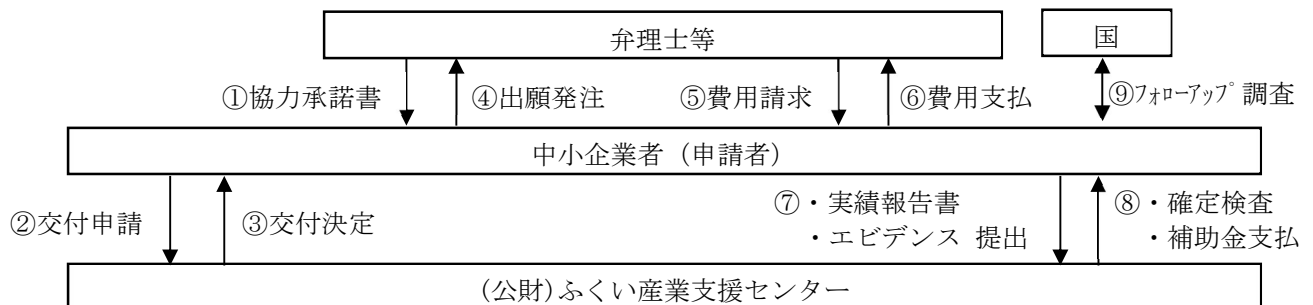 弁理士等
国
①協力承諾書
④出願発注
⑤費用請求
⑥費用支払
⑨ﾌｫﾛｰｱｯﾌﾟ調査
中小企業者（申請者）
②交付申請
③交付決定
⑦・実績報告書
・エビデンス 提出
⑧・確定検査
・補助金支払
(公財)ふくい産業支援センター